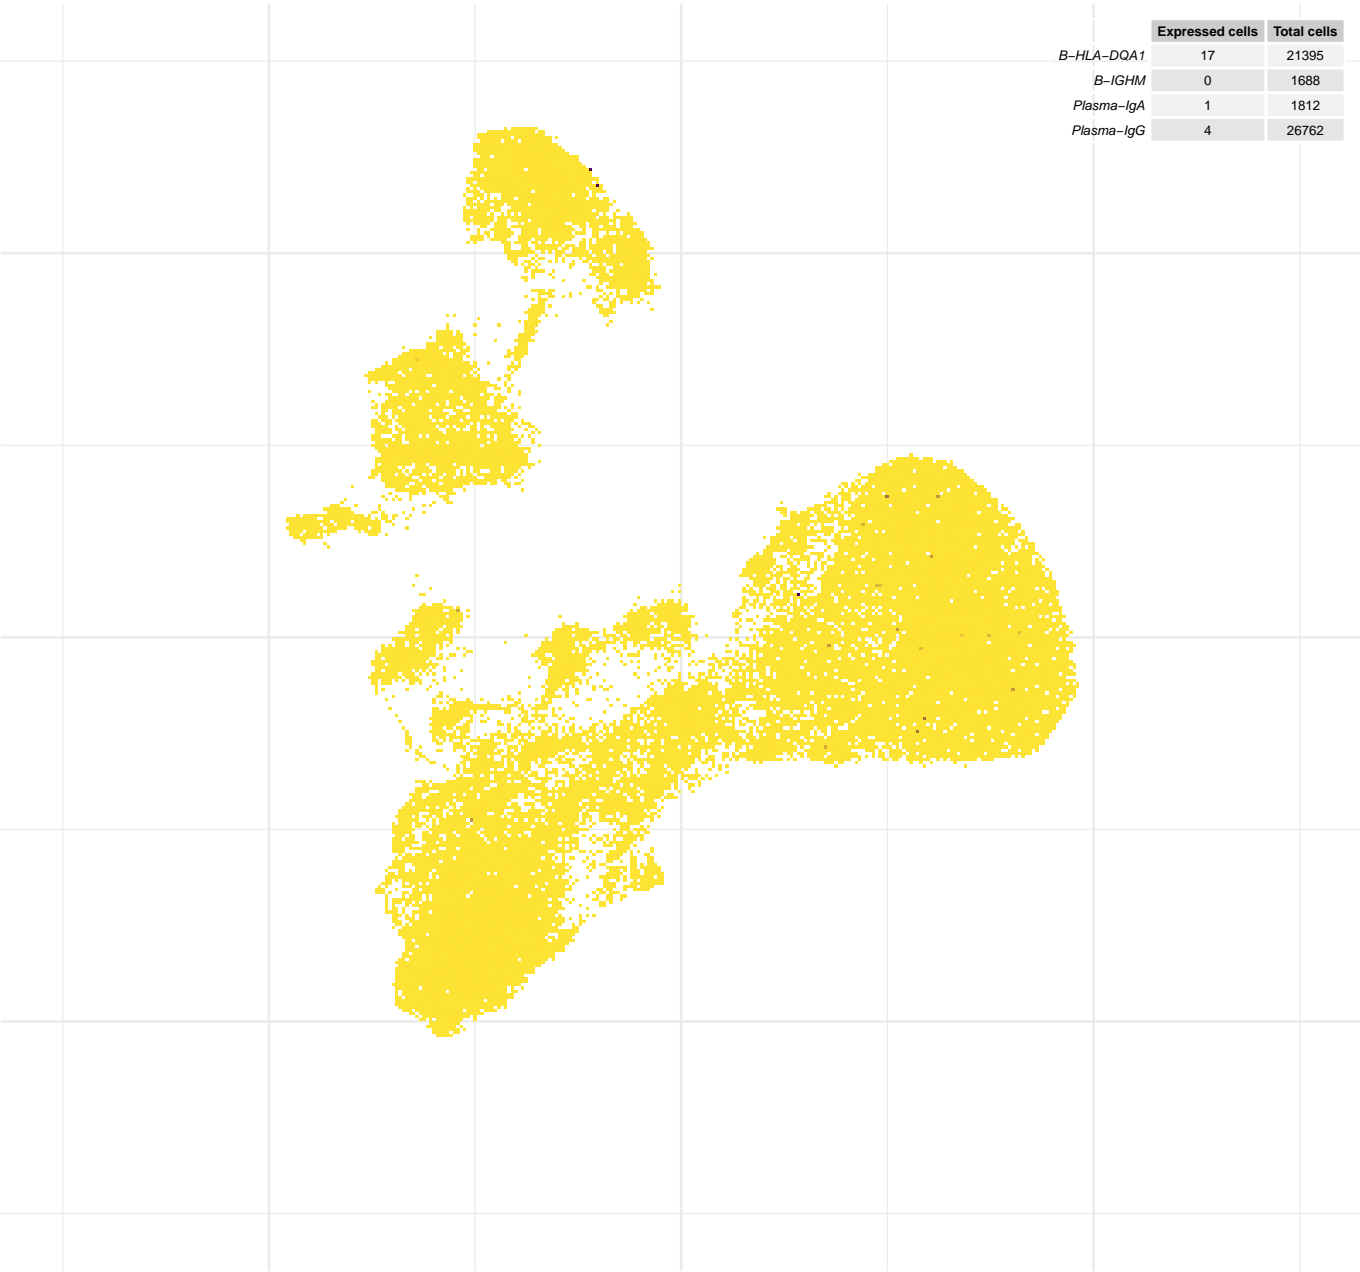 Expressed cells Total cells
B−HLA−DQA1 17 21395
B−IGHM 0 1688
Plasma−IgA 1 1812
Plasma−IgG 4 26762